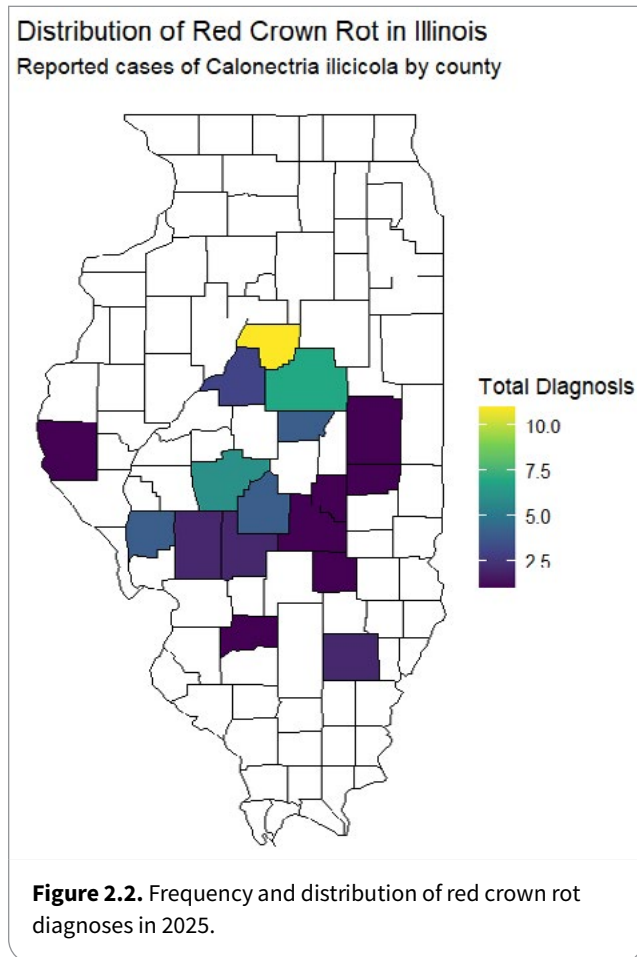 Distribution of Red Crown Rot in Illinois
Reported cases of Calonectria ilicicola by county
Total Diagnosis
10.0
7.5
5.0
2.5
Figure 2.2. Frequency and distribution of red crown rot
diagnoses in 2025.